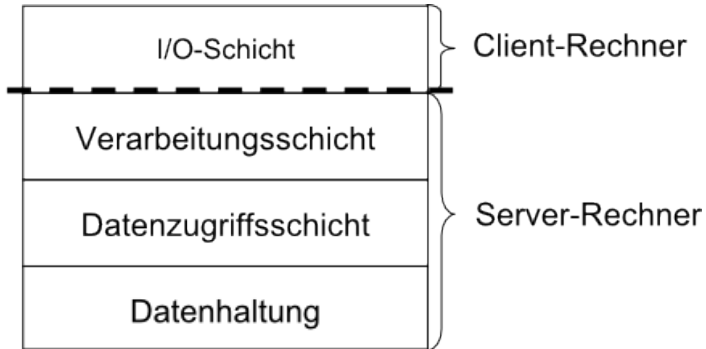 I/O-Schicht
Client-Rechner
Verarbeitungsschicht
Datenzugriffsschicht
Server-Rechner
Datenhaltung